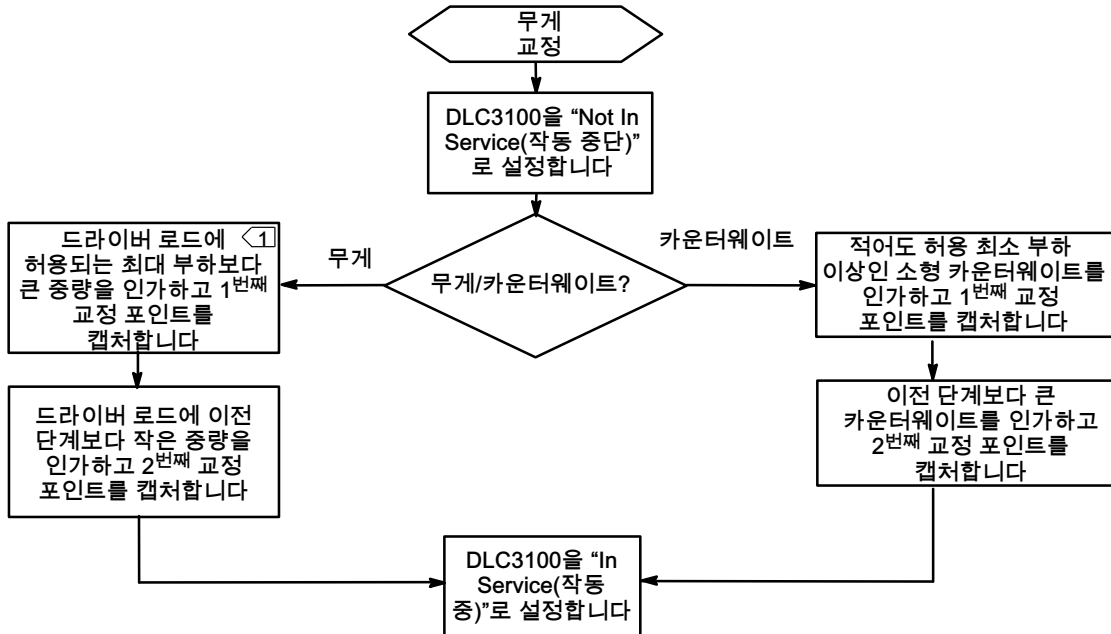 무게
교정
DLC3100을 “Not In
Service(작동 중단)”
로 설정합니다
무게/카운터웨이트?
무게
카운터웨이트
드라이버 로드에 1
허용되는 최대 부하보다
큰 중량을 인가하고 1번째
교정 포인트를
캡처합니다
드라이버 로드에 이전
단계보다 작은 중량을
인가하고 2번째 교정
포인트를 캡처합니다
적어도 허용 최소 부하
이상인 소형 카운터웨이트를
인가하고 1번째 교정
포인트를 캡처합니다
이전 단계보다 큰
카운터웨이트를 인가하고
2번째 교정 포인트를
캡처합니다
DLC3100을 “In
Service(작동
중)”로 설정합니다